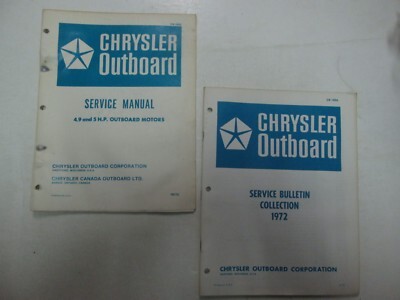 CHRYSLER
Outboard
SERVICE MANUAL
4.9 and 5 H.P. OUTBOARD MOTORS
CHRYSLER OUTBOARD CORPORATION
CHRYSLER CANADA OUTBOARD LTD.
CHRYSLER
Outboard
SERVICE BULLETIN
COLLECTION
1972
CHRYSLER OUTBOARD CORPORATION